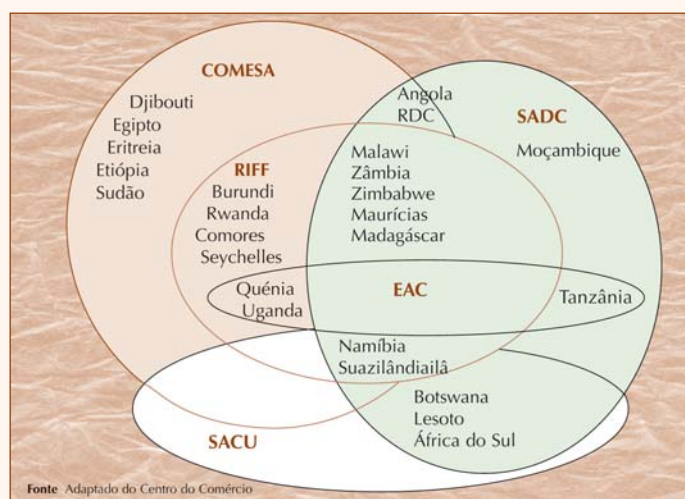 COMESA
Djibouti
Egipto
Eritreia
Etiópia
Sudão
Angola
RDC
SADC
Moçambique
RIFF
Burundi
Rwanda
Comores
Seychelles
Malawi
Zâmbia
Zimbabwe
Maurícias
Madagáscar
Quénia
Uganda
EAC
Tanzânia
Namíbia
Suazilândiailâ
Botswana
Lesoto
África do Sul
SACU
Fonte Adaptado do Centro do Comércio